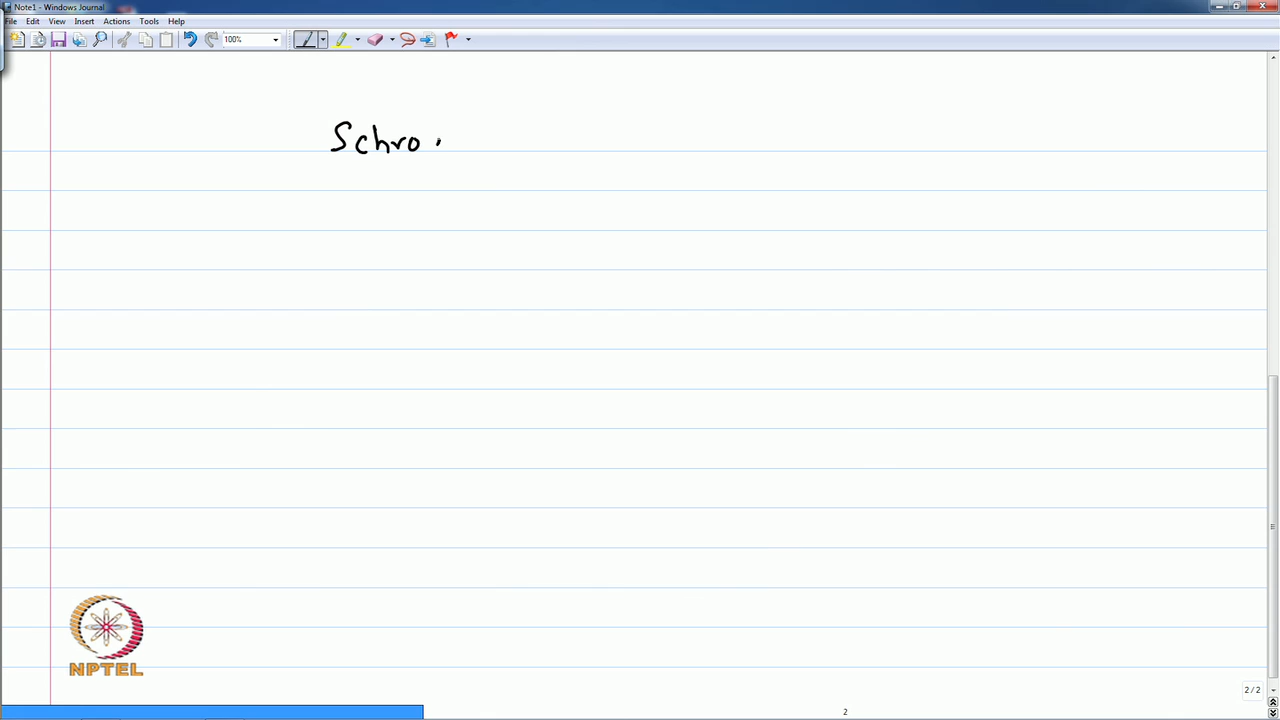 Note1 - Windows Journal
File Edit View Insert Actions Tools Help
100%
Schro
NPTEL
2 / 2
2